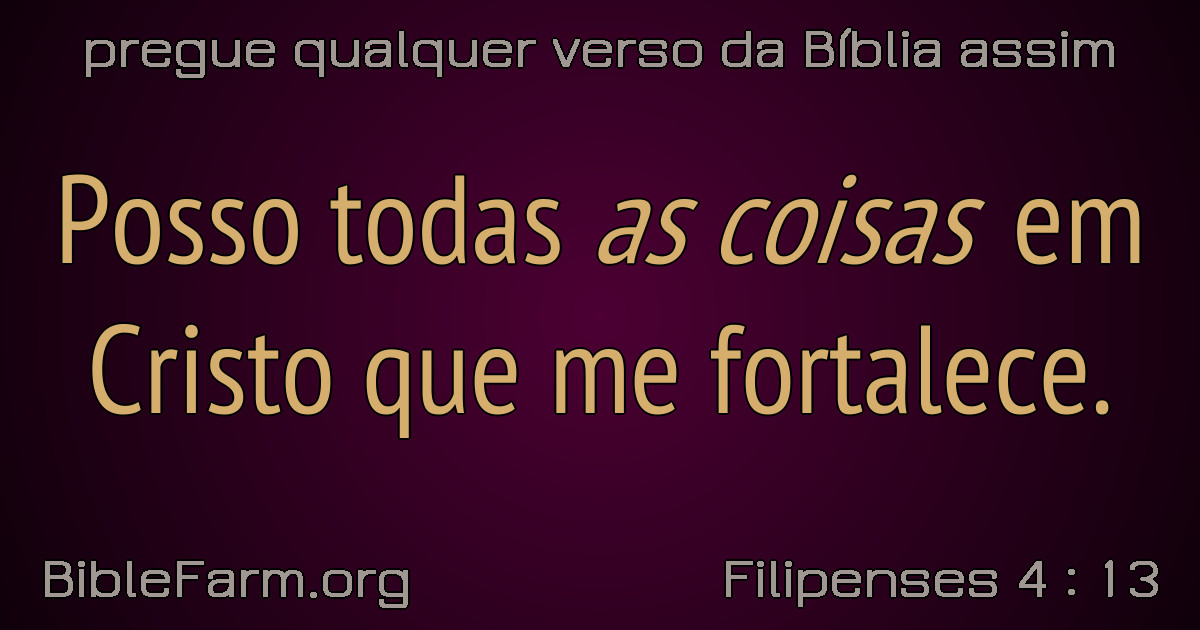 pregue qualquer verso da Bíblia assim
Posso todas as coisas em
Cristo que me fortalece.
BibleFarm.org
Filipenses 4 : 13